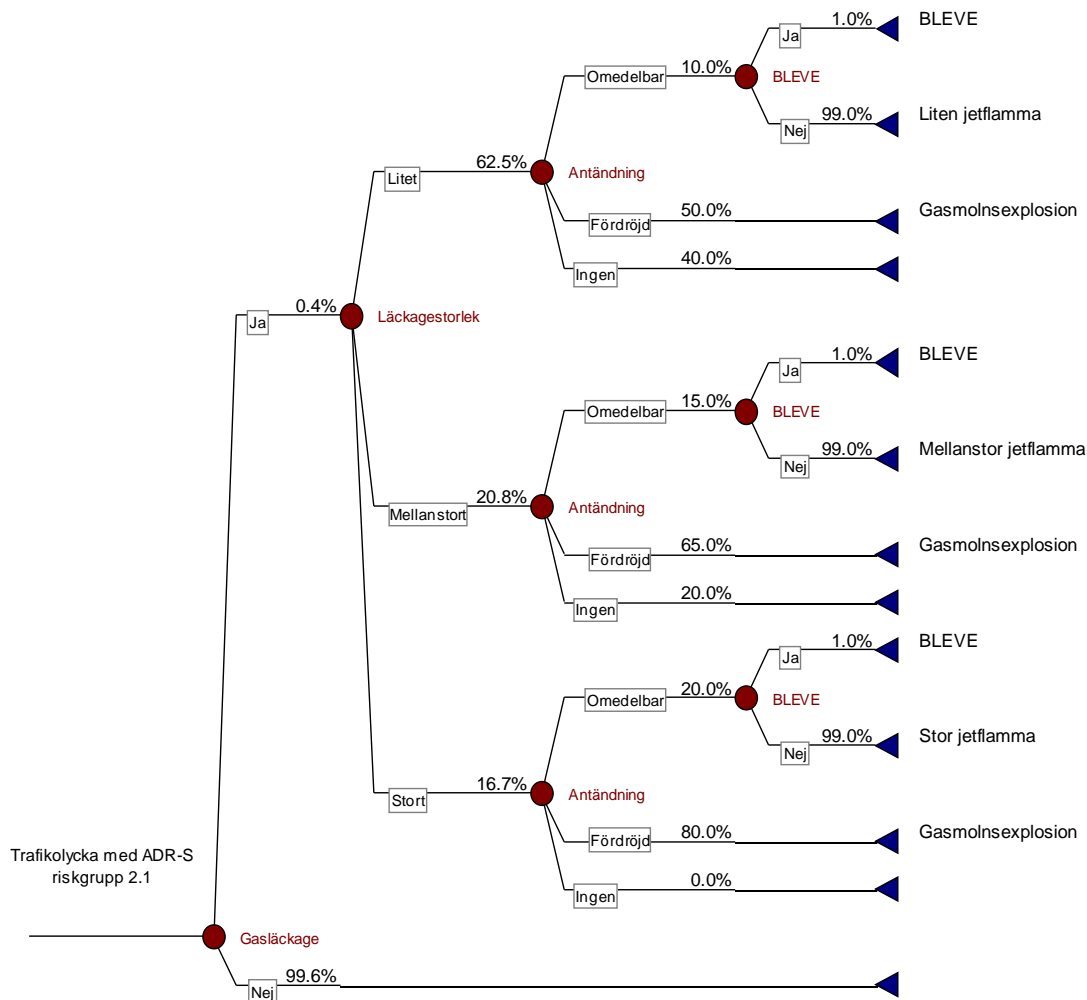 1.0%
BLEVE
Ja
Omedelbar
10.0%
BLEVE
Nej
99.0%
Liten jetflamma
Litet
62.5%
Antändning
Fördröjd
50.0%
Gasmolnsexplosion
Ingen
40.0%
Ja
0.4%
Läckagestorlek
1.0%
BLEVE
Ja
Omedelbar
15.0%
BLEVE
Nej
99.0%
Mellanstor jetflamma
Mellanstort
20.8%
Antändning
Fördröjd
65.0%
Gasmolnsexplosion
Ingen
20.0%
1.0%
BLEVE
Ja
Omedelbar
20.0%
BLEVE
Nej
99.0%
Stor jetflamma
Stort
16.7%
Antändning
Fördröjd
80.0%
Gasmolnsexplosion
Ingen
0.0%
Trafikolycka med ADR-S
riskgrupp 2.1
Gasläckage
Nej
99.6%